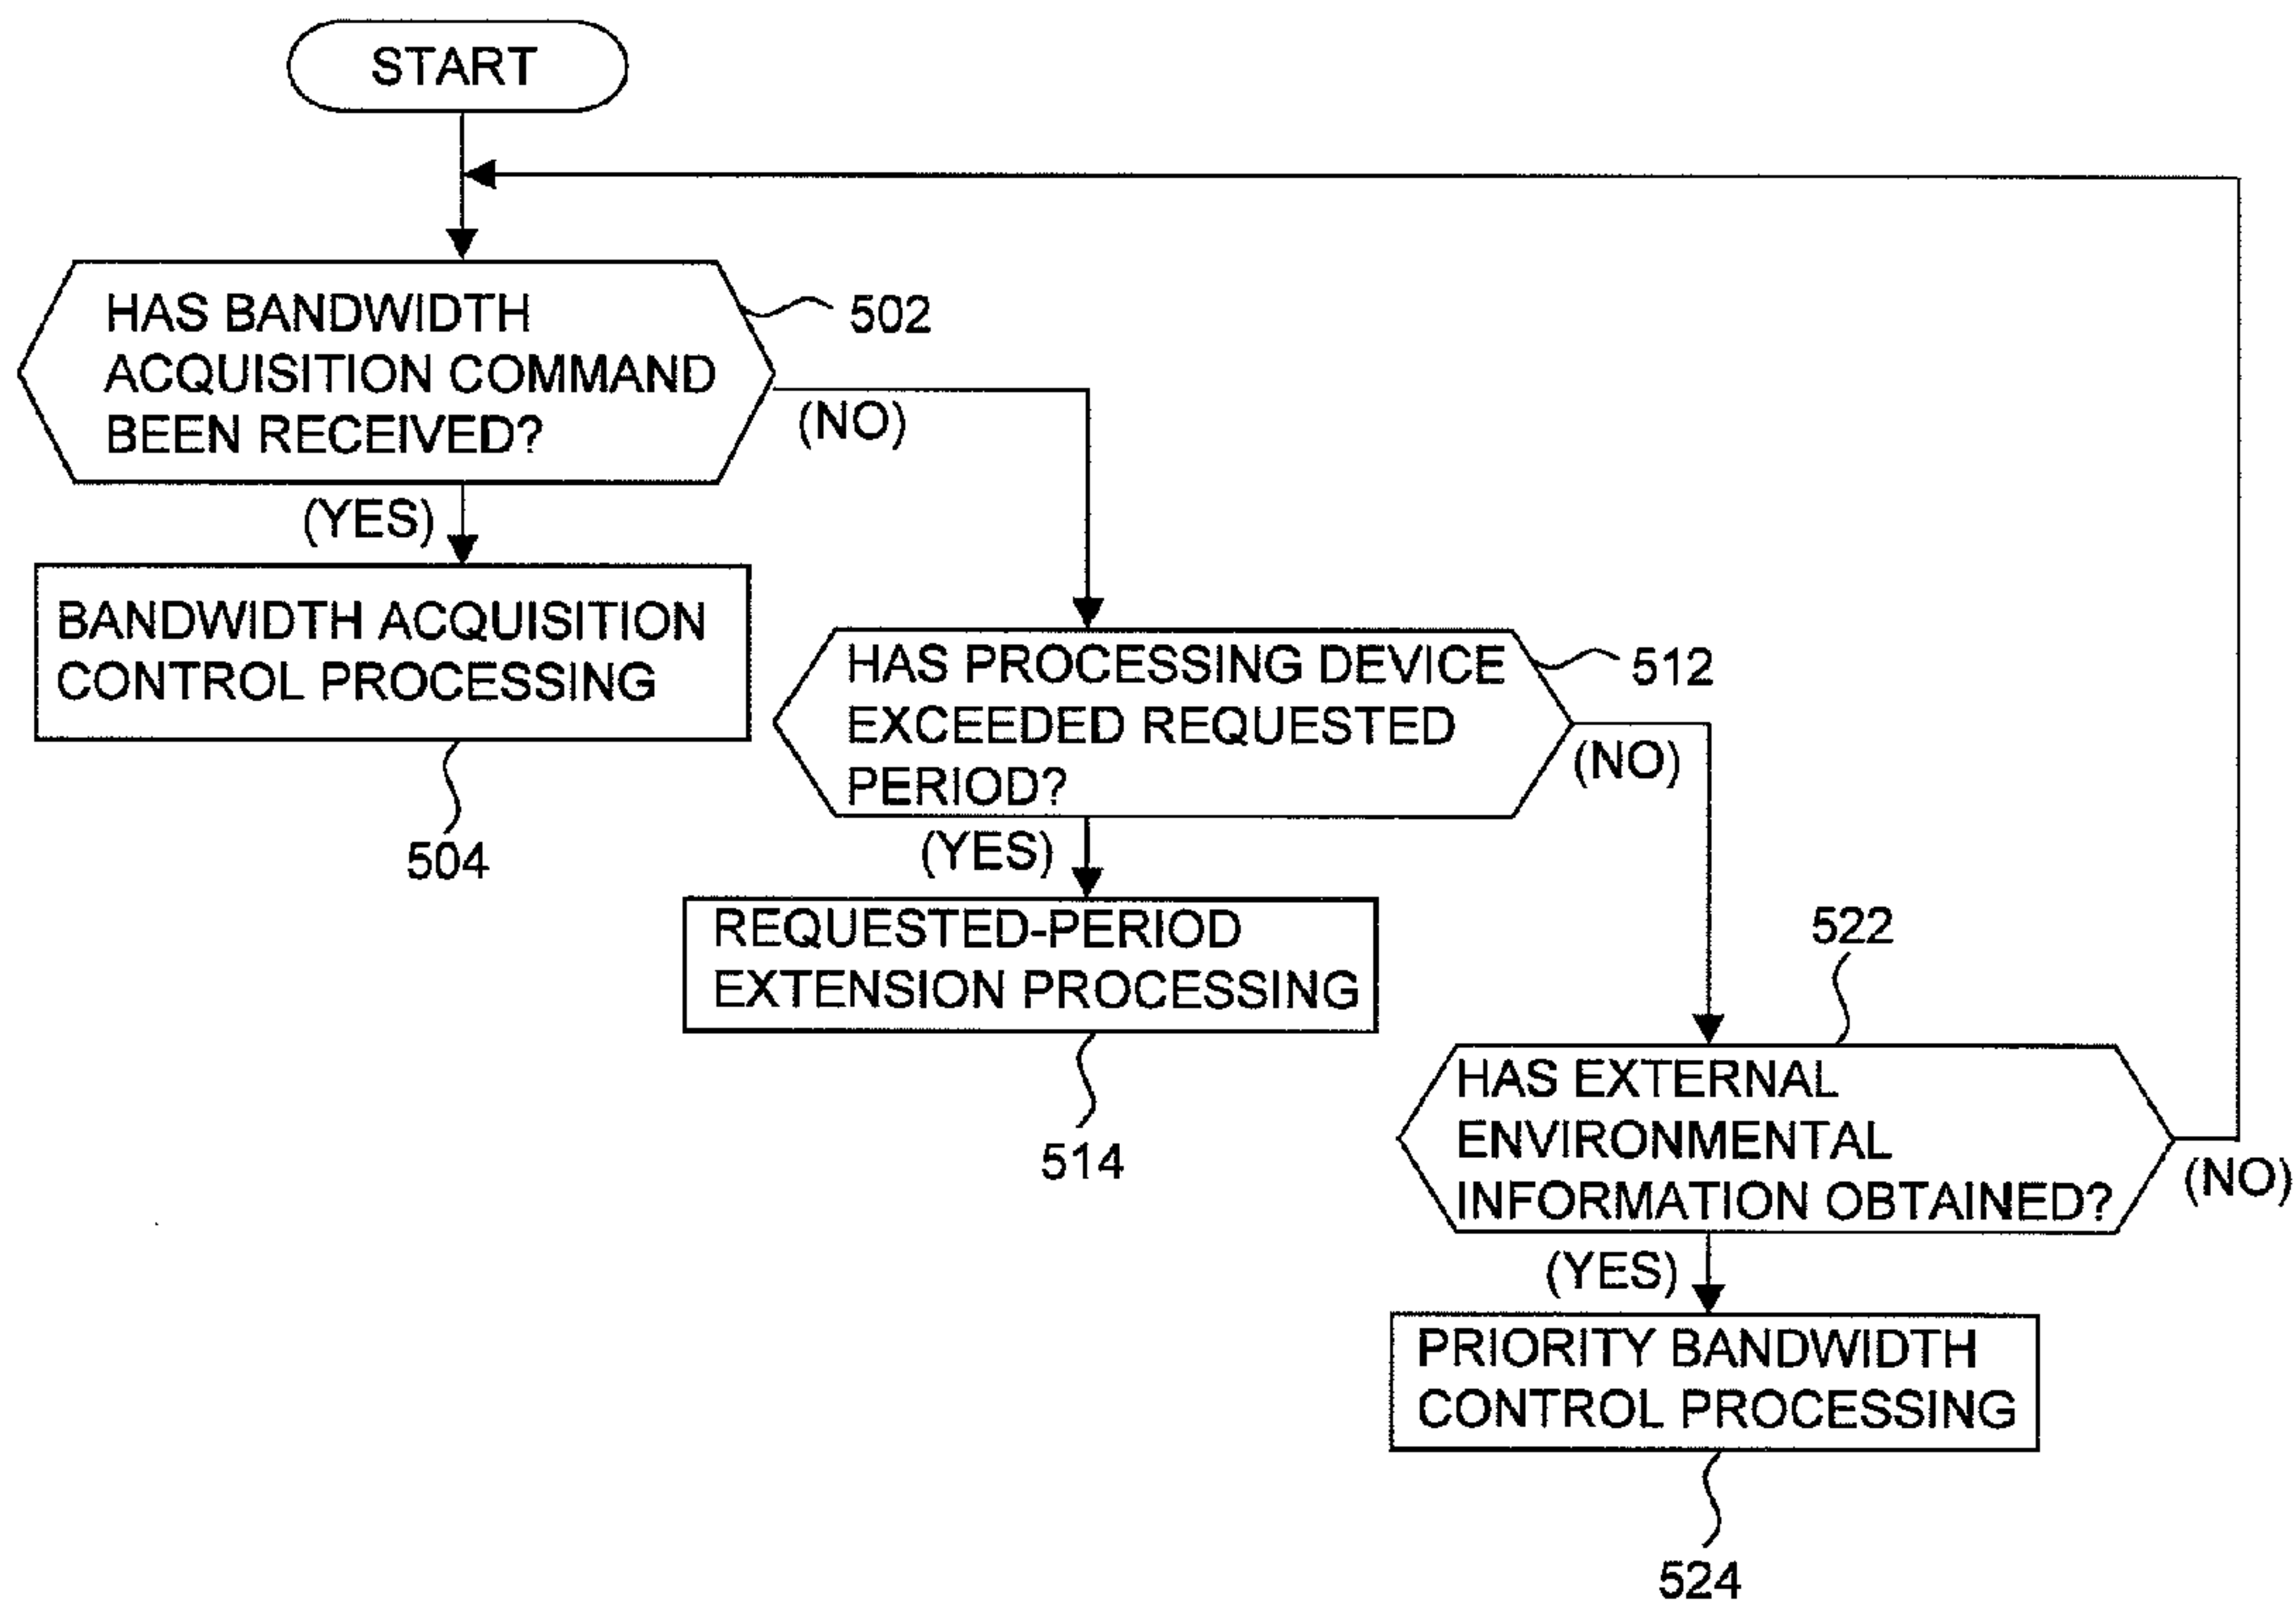 START
HAS BANDWIDTH
ACQUISITION COMMAND
BEEN RECEIVED?
502
(NO)
(YES)
BANDWIDTH ACQUISITION
CONTROL PROCESSING
504
HAS PROCESSING DEVICE
EXCEEDED REQUESTED
PERIOD?
512
(NO)
(YES)
REQUESTED-PERIOD
EXTENSION PROCESSING
514
522
HAS EXTERNAL
ENVIRONMENTAL
INFORMATION OBTAINED?
(NO)
(YES)
PRIORITY BANDWIDTH
CONTROL PROCESSING
524